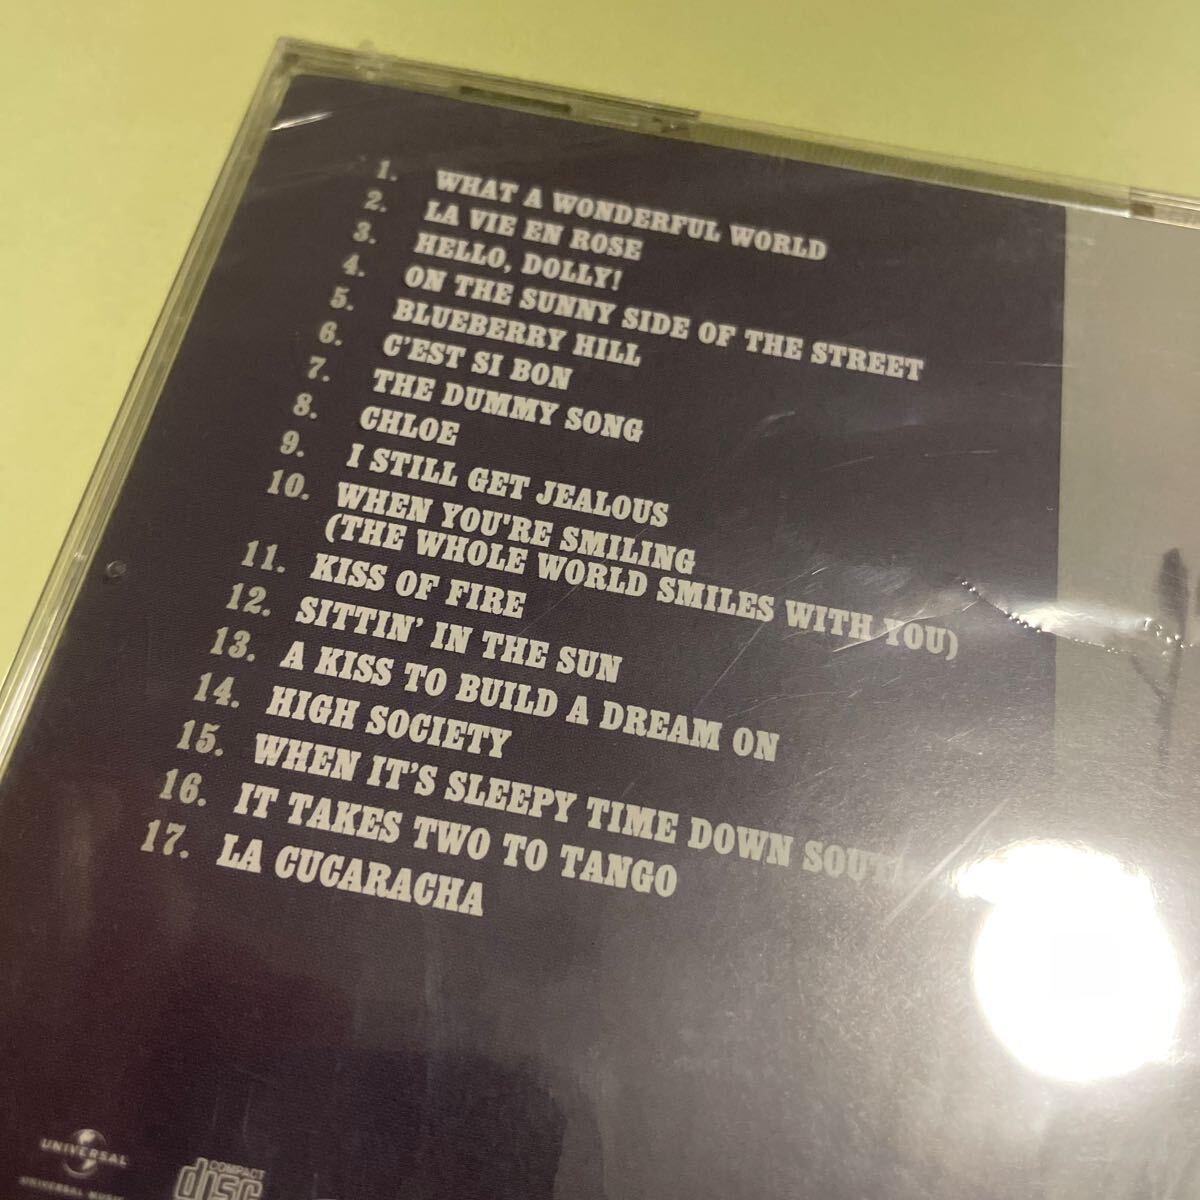 1. WHAT A WONDERFUL WORLD
2. LA VIE EN ROSE
3. HELLO, DOLLY!
4. ON THE SUNNY SIDE OF THE STREET
5. BLUEBERRY HILL
6. C'EST SI BON
7. THE DUMMY SONG
8. CHLOE
9. I STILL GET JEALOUS
10. WHEN YOU'RE SMILING
(THE WHOLE WORLD SMILES WITH YOU)
11. KISS OF FIRE
12. SITTIN' IN THE SUN
13. A KISS TO BUILD A DREAM ON
14. HIGH SOCIETY
15. WHEN IT'S SLEEPY TIME DOWN
16. IT TAKES TWO TO TANGO
17. LA CUCARACHA
UNIVERSAL
UNIVERSAL MUSIC
COMPACT
disc